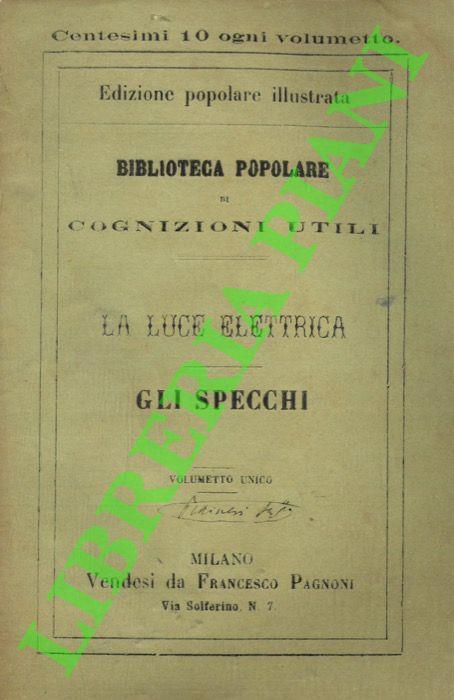 Centesimi 10 ogni volumetto.
Edizione popolare illustrata
BIBLIOTECA POPOLARE
DI
COGNIZIONI UTILI
LA LUCE ELETTRICA
GLI SPECCHI
VOLUMETTO UNICO
MILANO
Vendesi da FRANCESCO PAGNONI
Via Solferino, N. 7.
LIBRERIA PIANI